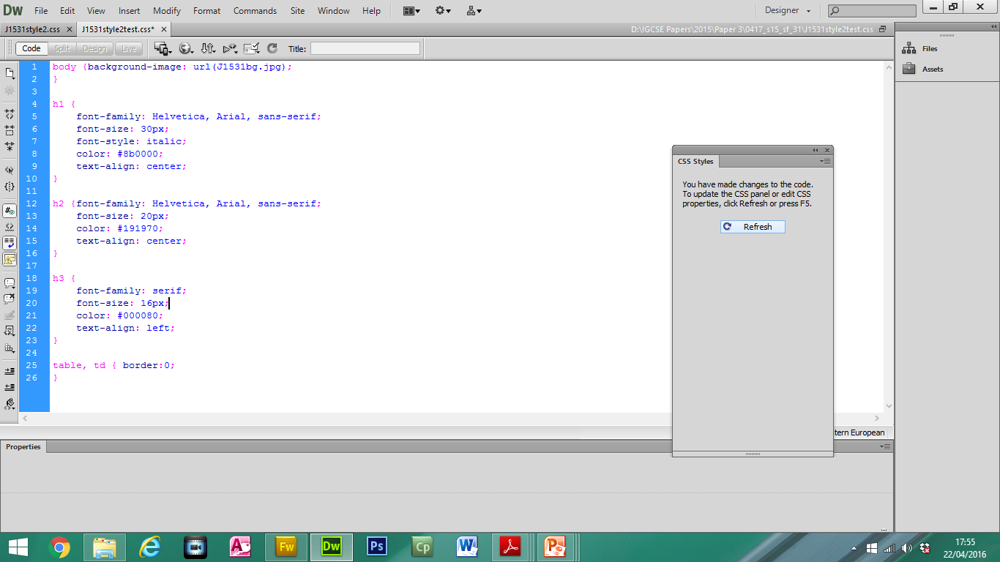 Dw File Edit View Insert Modify Format Commands Site Window Help Designer
J1531style2.css × J1531style2test.css* × D:\IGCSE Papers\2015\Paper 3\0417_s15_sf_31\J1531style2test.css
Code Split Design Live Title:
Files
Assets
1 body {background-image: url(J1531bg.jpg);
2 }
3
4 h1 {
5 font-family: Helvetica, Arial, sans-serif;
6 font-size: 30px;
7 font-style: italic;
8 color: #8b0000;
9 text-align: center;
10 }
11
12 h2 {font-family: Helvetica, Arial, sans-serif;
13 font-size: 20px;
14 color: #191970;
15 text-align: center;
16 }
17
18 h3 {
19 font-family: serif;
20 font-size: 16px;
21 color: #000080;
22 text-align: left;
23 }
24
25 table, td { border:0;
26 }
CSS Styles
You have made changes to the code.
To update the CSS panel or edit CSS
properties, click Refresh or press F5.
Refresh
tern European
Properties
Fw Dw Ps Cp
17:55
22/04/2016